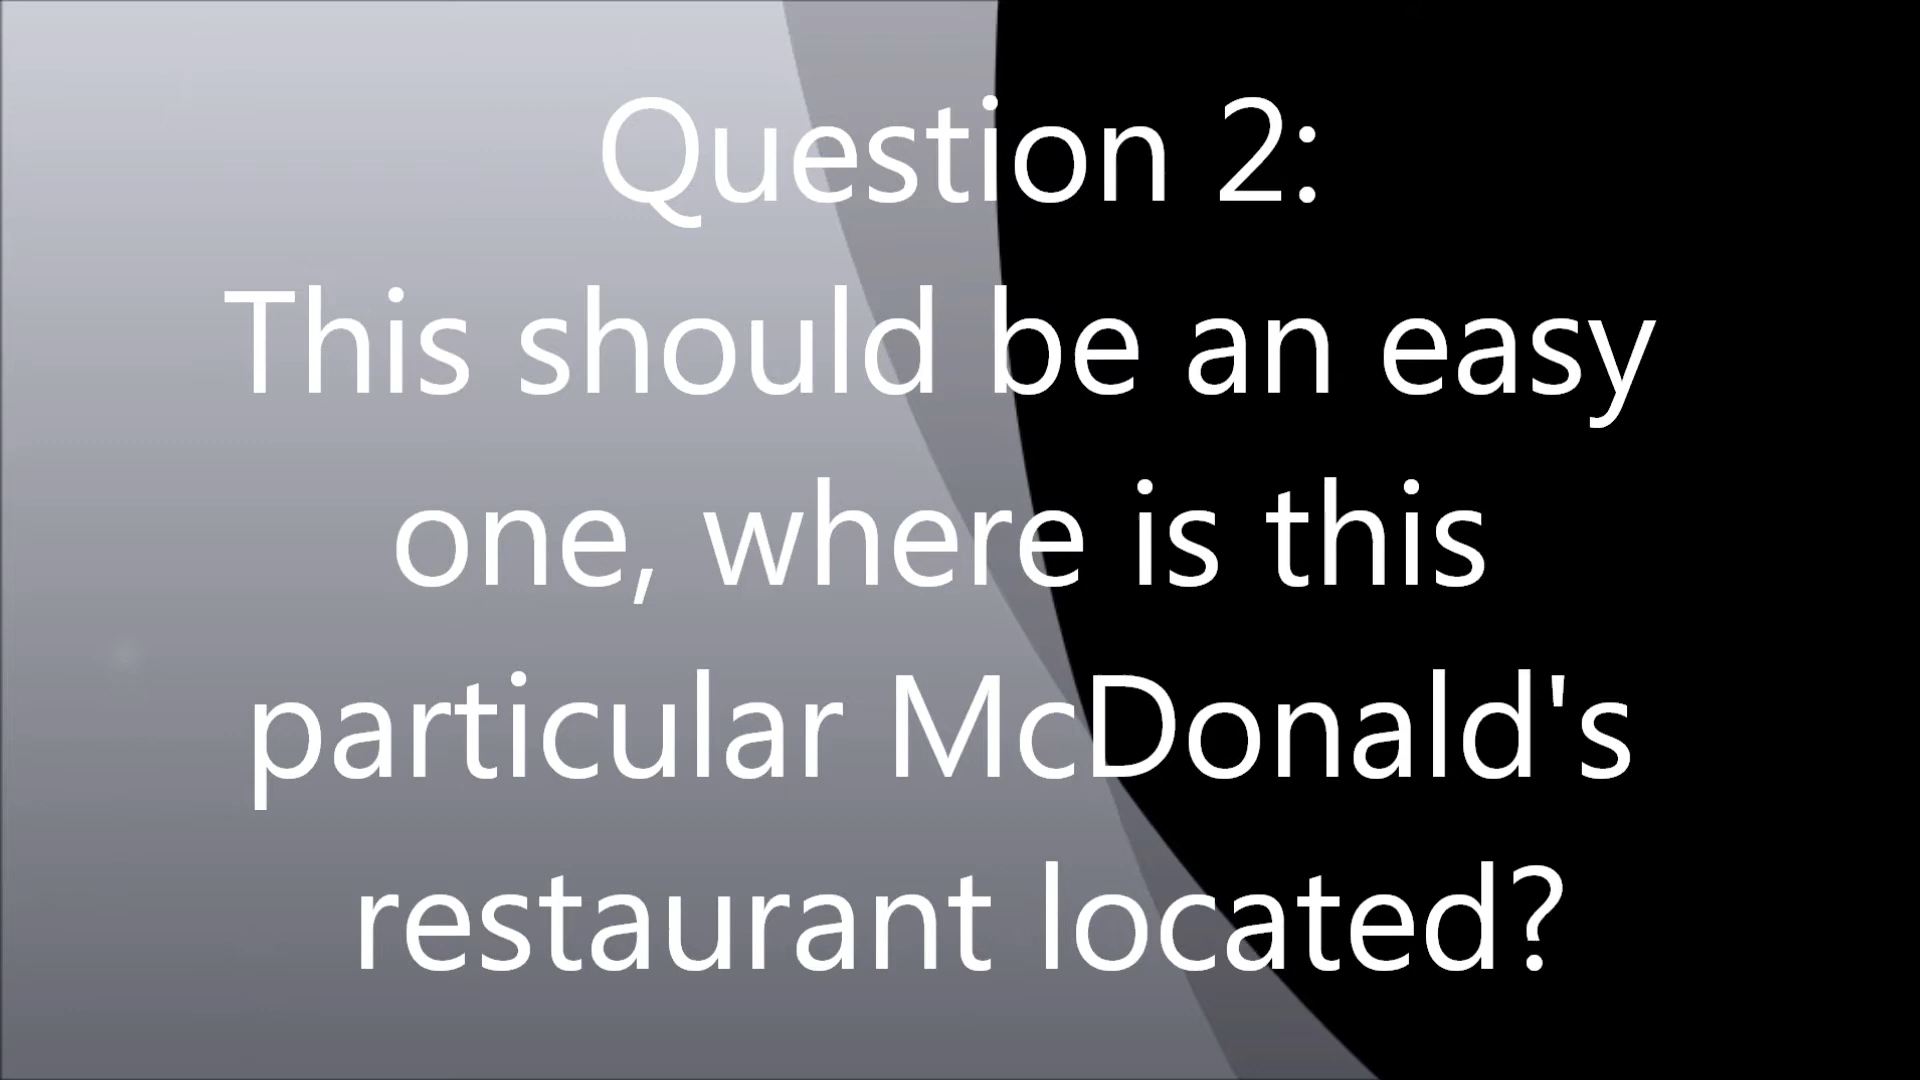 Question 2:
This should be an easy
one, where is this
particular McDonald's
restaurant located?